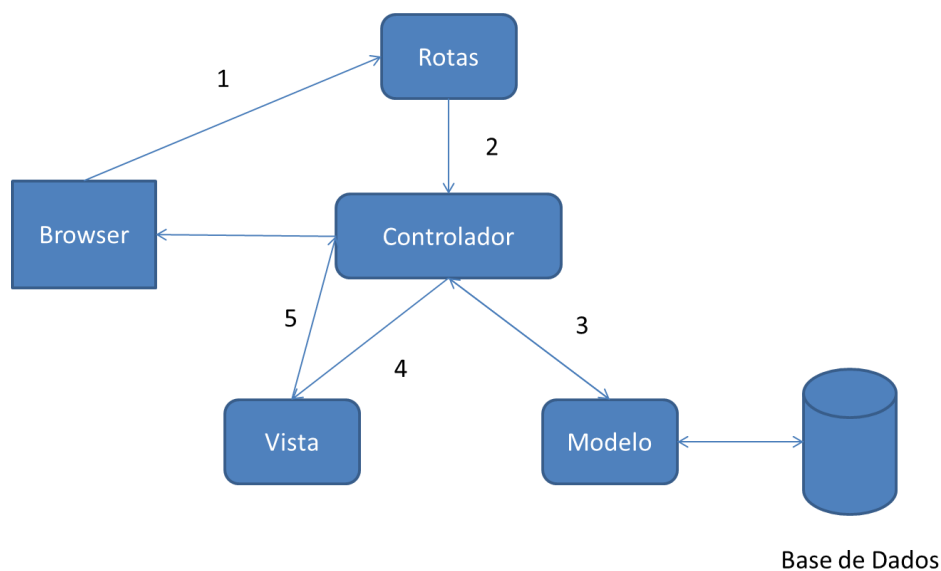 Rotas
1
2
Browser
Controlador
5
3
4
Vista
Modelo
Base de Dados